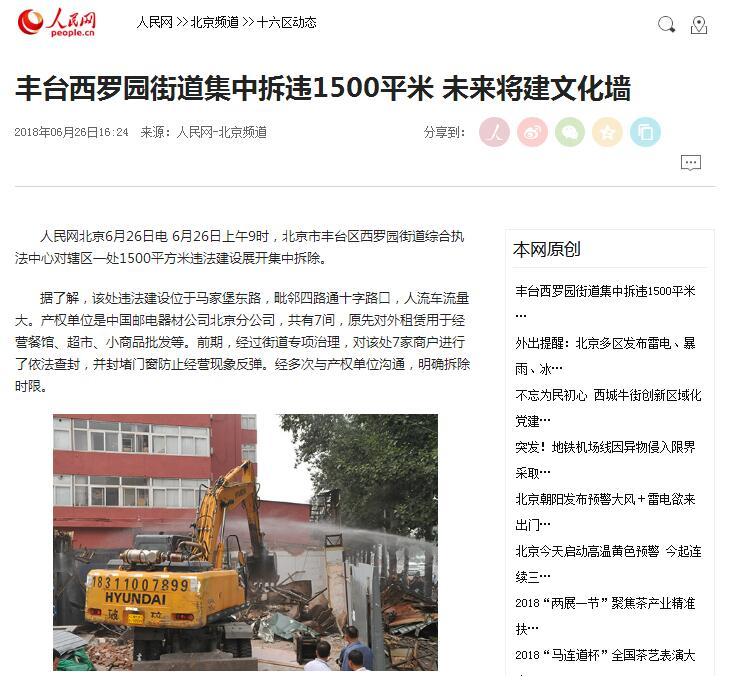 人民网
people.cn
人民网 >> 北京频道 >> 十六区动态
丰台西罗园街道集中拆违1500平米 未来将建文化墙
2018年06月26日16:24 来源：人民网-北京频道
分享到：
人民网北京6月26日电 6月26日上午9时，北京市丰台区西罗园街道综合执
法中心对辖区一处1500平方米违法建设展开集中拆除。
据了解，该处违法建设位于马家堡东路，毗邻四路通十字路口，人流车流量
大。产权单位是中国邮电器材公司北京分公司，共有7间，原先对外租赁用于经
营餐馆、超市、小商品批发等。前期，经过街道专项治理，对该处7家商户进行
了依法查封，并封堵门窗防止经营现象反弹。经多次与产权单位沟通，明确拆除
时限。
18311007899
HYUNDAI
破 拉
本网原创
丰台西罗园街道集中拆违1500平米
…
外出提醒：北京多区发布雷电、暴
雨、冰…
不忘为民初心 西城牛街创新区域化
党建…
突发！地铁机场线因异物侵入限界
采取…
北京朝阳发布预警大风＋雷电欲来
出门…
北京今天启动高温黄色预警 今起连
续三…
2018“两展一节”聚焦茶产业精准
扶…
2018“马连道杯”全国茶艺表演大